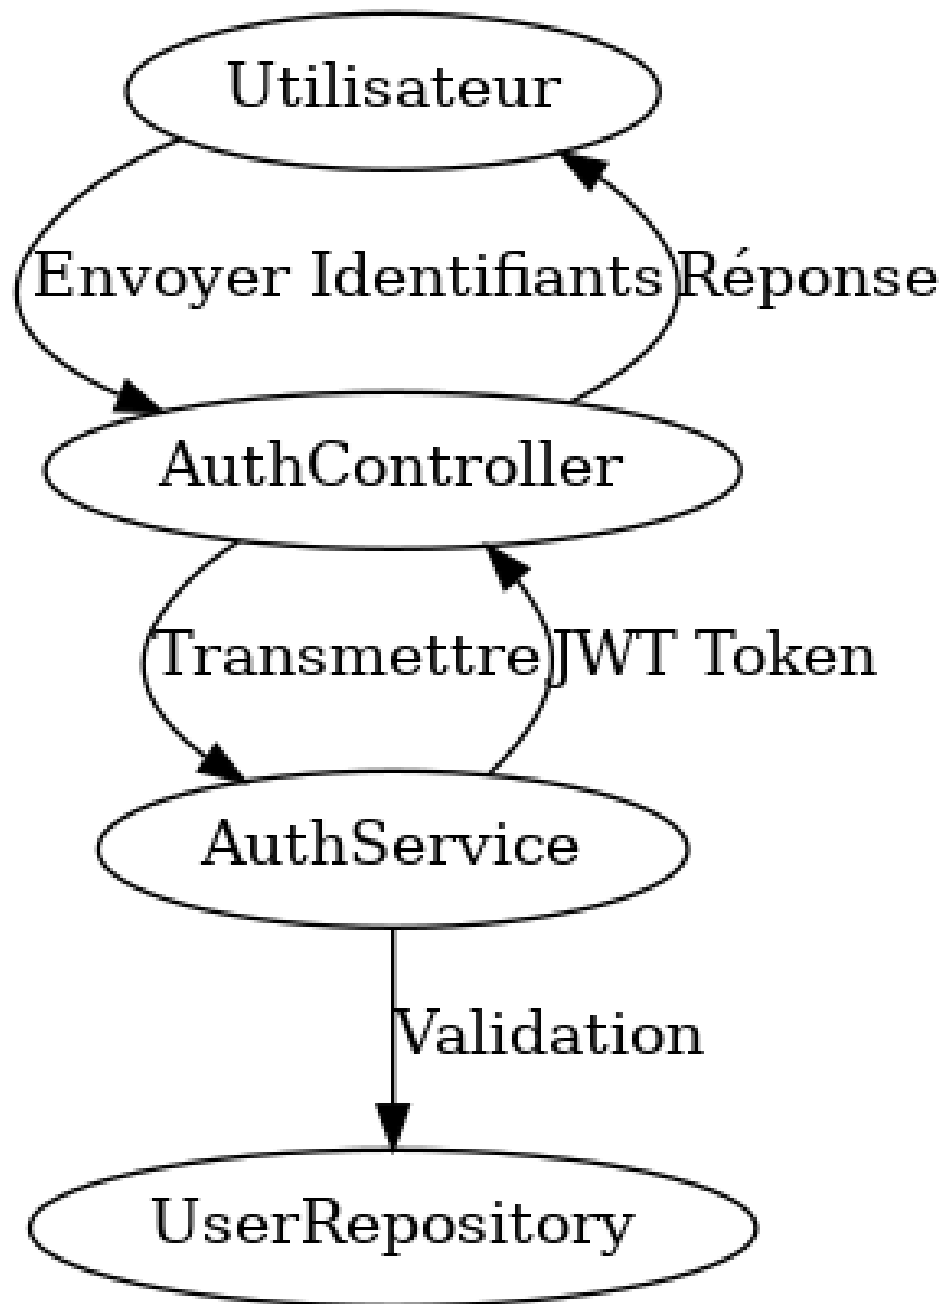 Utilisateur
Envoyer Identifiants
Réponse
AuthController
Transmettre
JWT Token
AuthService
Validation
UserRepository